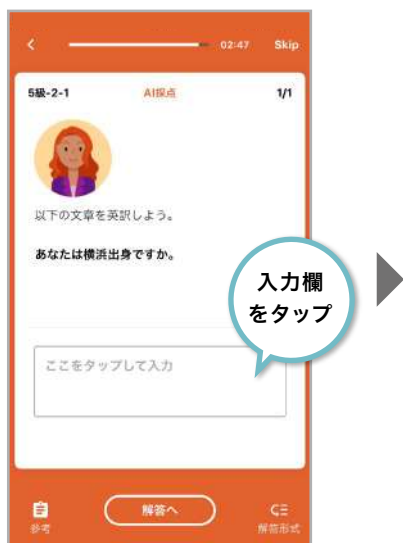 02:47 Skip
5級-2-1 AI採点 1/1
以下の文章を英訳しよう。
あなたは横浜出身ですか。
入力欄
をタップ
ここをタップして入力
解答へ
参考
解答形式